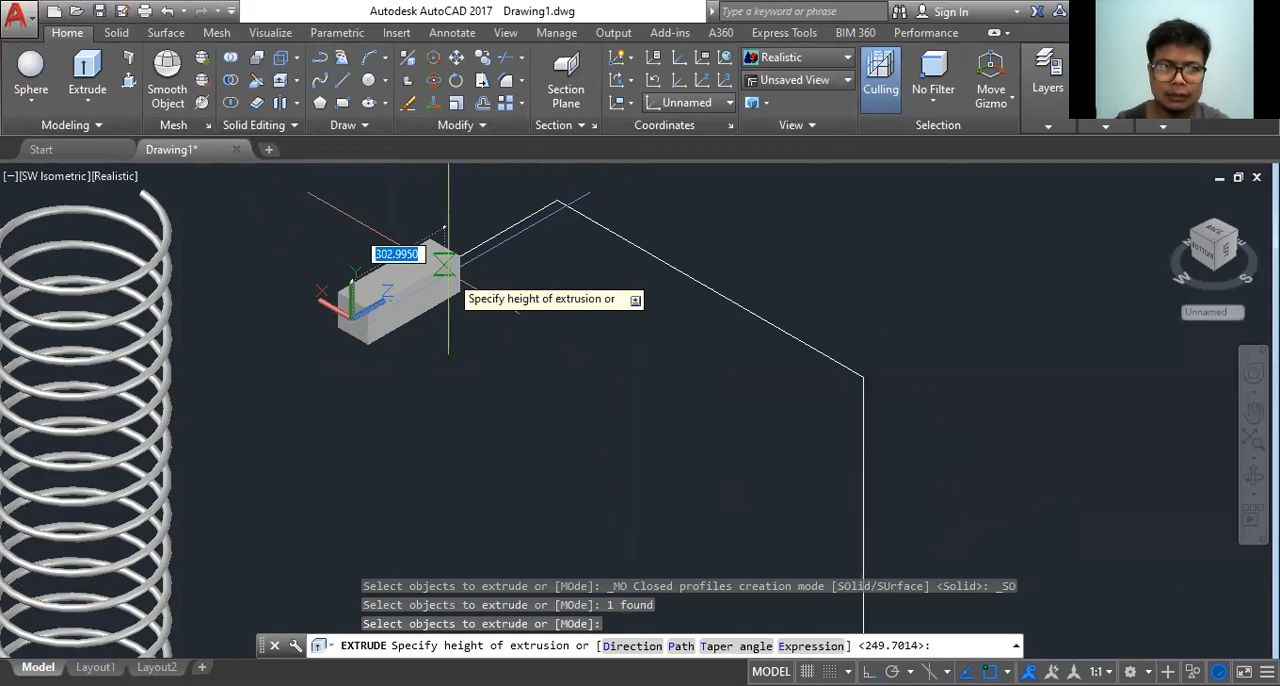 Autodesk AutoCAD 2017 Drawing1.dwg
Type a keyword or phrase
Sign In
Home Solid Surface Mesh Visualize Parametric Insert Annotate View Manage Output Add-ins A360 Express Tools BIM 360 Performance
Sphere
Extrude
Smooth
Object
Section
Plane
Realistic
Unsaved View
Unnamed
Culling
No Filter
Move
Gizmo
Layers
Modeling Mesh Solid Editing Draw Modify Section Coordinates View Selection
Start Drawing1* +
[−][SW Isometric][Realistic]
BACK
LEFT
BOTTOM
W S
Unnamed
302.9950
X Y Z
Specify height of extrusion or
Select objects to extrude or [MOde]: _MO Closed profiles creation mode [SOlid/SUrface] <Solid>: _SO
Select objects to extrude or [MOde]: 1 found
Select objects to extrude or [MOde]:
EXTRUDE Specify height of extrusion or [Direction Path Taper angle Expression] <249.7014>:
Model Layout1 Layout2 +
MODEL
1:1